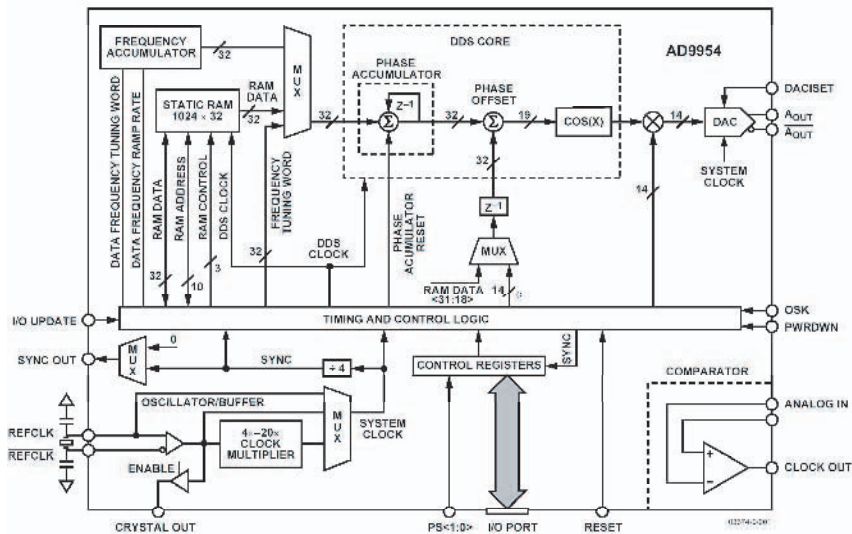 AD9954
DDS CORE
FREQUENCY
ACCUMULATOR
32
MUX
PHASE
ACCUMULATOR
Z-1
Σ
PHASE
OFFSET
Σ
STATIC RAM
1024 × 32
RAM
DATA
32
32
32
19
COS(X)
14
DAC
DACISET
AOUT
AOUT
SYSTEM
CLOCK
DATA FREQUENCY TUNING WORD
DATA FREQUENCY RAMP RATE
RAM DATA
RAM ADDRESS
RAM CONTROL
DDS CLOCK
FREQUENCY
TUNING WORD
32
10
3
32
DDS
CLOCK
PHASE
ACUMULATOR
RESET
32
Z-1
MUX
RAM DATA
<31:18>
14
14
I/O UPDATE
TIMING AND CONTROL LOGIC
OSK
PWRDWN
SYNC OUT
MUX
0
SYNC
÷ 4
CONTROL REGISTERS
SYNC
OSCILLATOR/BUFFER
MUX
SYSTEM
CLOCK
REFCLK
REFCLK
4×–20×
CLOCK
MULTIPLIER
ENABLE
CRYSTAL OUT
PS<1:0>
I/O PORT
RESET
COMPARATOR
ANALOG IN
+
−
CLOCK OUT